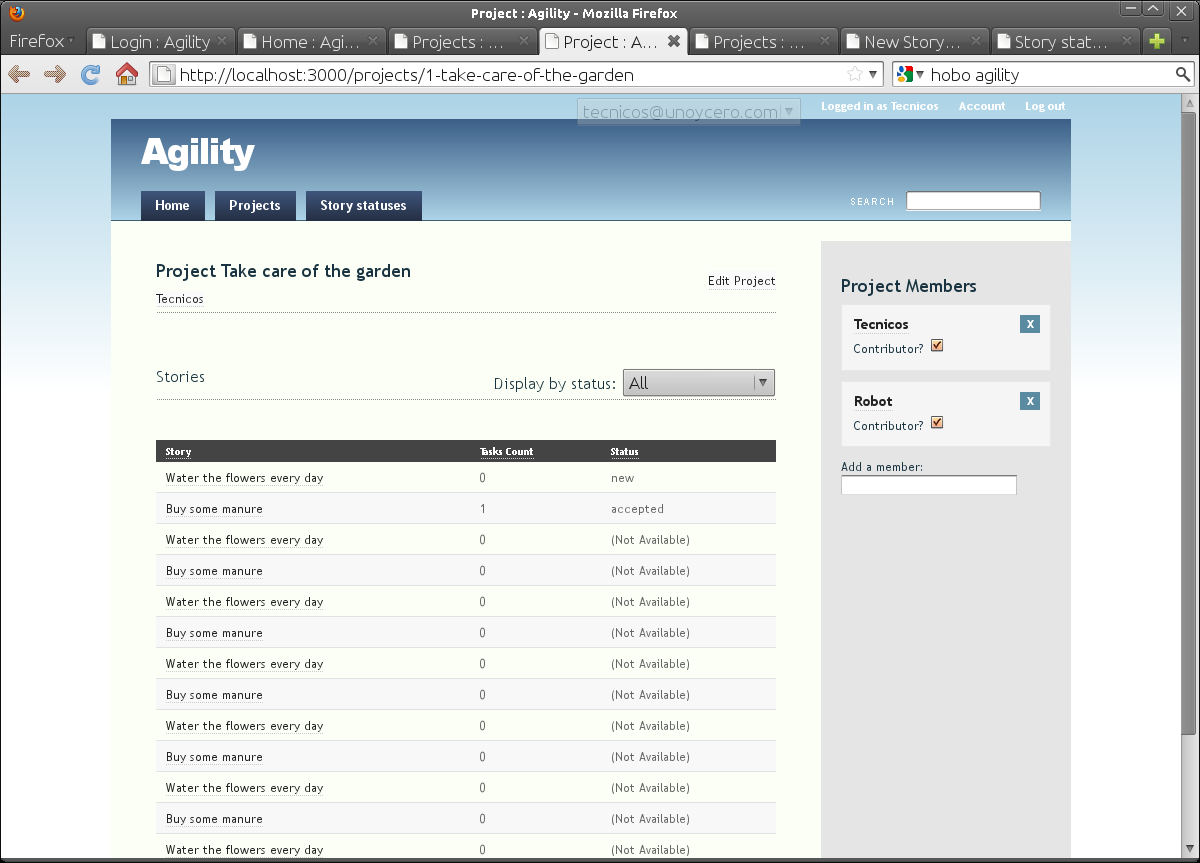 Project : Agility - Mozilla Firefox
Firefox Login : Agility Home : Agi... Projects : ... Project : A... Projects : ... New Story... Story stat...
http://localhost:3000/projects/1-take-care-of-the-garden hobo agility
tecnicos@unoycero.com Logged in as Tecnicos Account Log out
Agility
Home Projects Story statuses SEARCH
Project Take care of the garden
Edit Project
Tecnicos
Stories
Display by status: All
Story Tasks Count Status
Water the flowers every day 0 new
Buy some manure 1 accepted
Water the flowers every day 0 (Not Available)
Buy some manure 0 (Not Available)
Water the flowers every day 0 (Not Available)
Buy some manure 0 (Not Available)
Water the flowers every day 0 (Not Available)
Buy some manure 0 (Not Available)
Water the flowers every day 0 (Not Available)
Buy some manure 0 (Not Available)
Water the flowers every day 0 (Not Available)
Buy some manure 0 (Not Available)
Water the flowers every day 0 (Not Available)
Project Members
Tecnicos X
Contributor?
Robot X
Contributor?
Add a member: